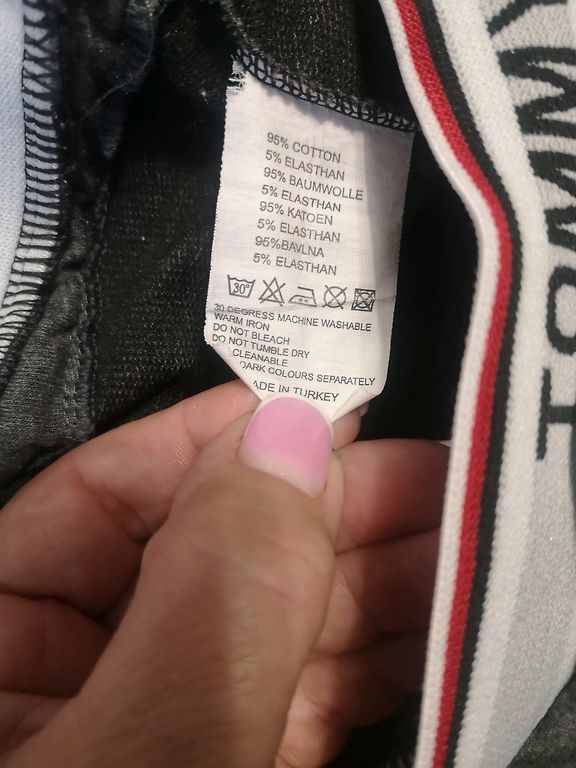 95% COTTON
5% ELASTHAN
95% BAUMWOLLE
5% ELASTHAN
95% KATOEN
5% ELASTHAN
95%BAVLNA
5% ELASTHAN
30°
30 DEGRESS MACHINE WASHABLE
WARM IRON
DO NOT BLEACH
DO NOT TUMBLE DRY
CLEANABLE
DARK COLOURS SEPARATELY
ADE IN TURKEY
TOMMY